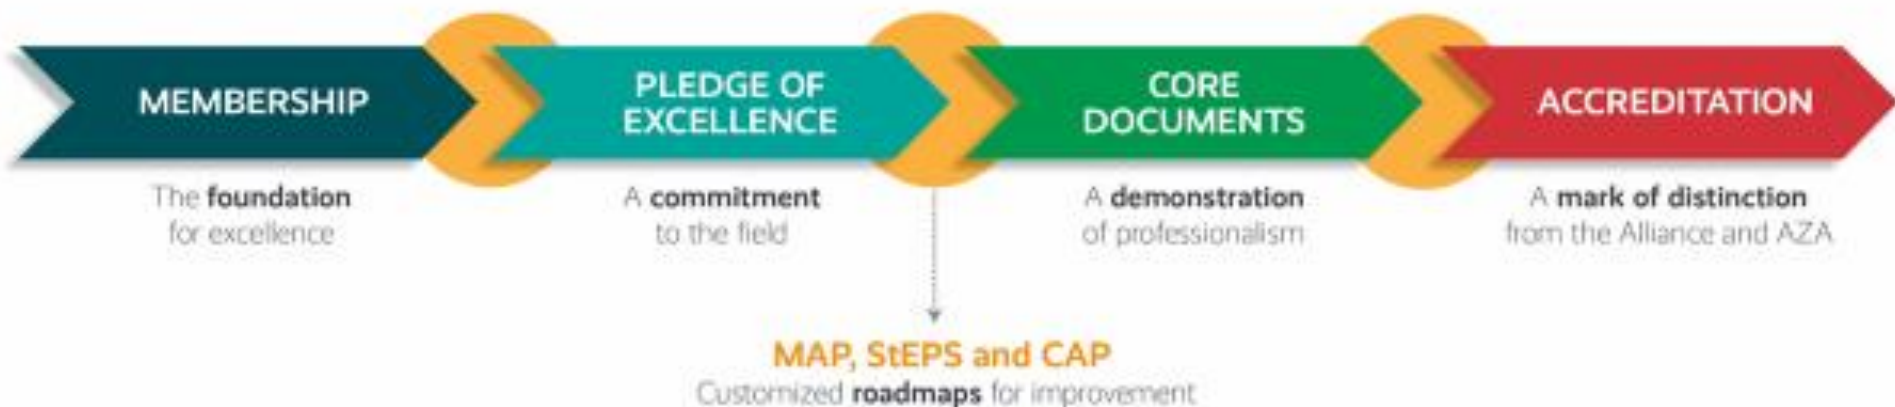 MEMBERSHIP
The foundation
for excellence
PLEDGE OF
EXCELLENCE
A commitment
to the field
CORE
DOCUMENTS
A demonstration
of professionalism
ACCREDITATION
A mark of distinction
from the Alliance and AZA
MAP, StEPS and CAP
Customized roadmaps for improvement